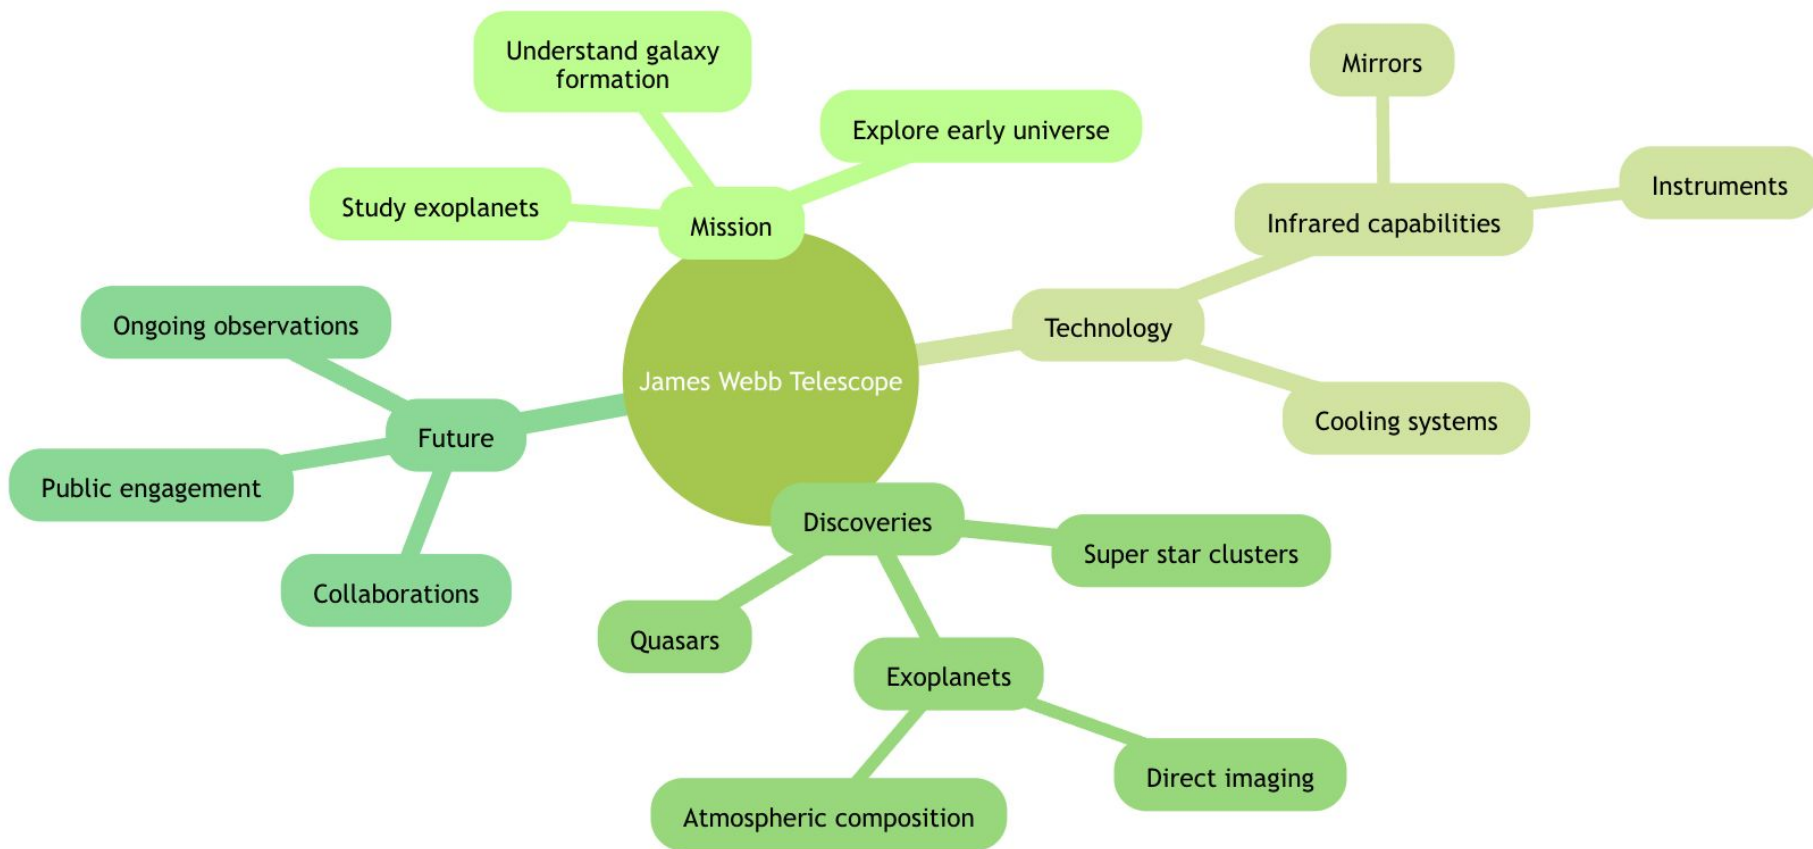 Understand galaxy
formation
Explore early universe
Study exoplanets
Mission
Mirrors
Instruments
Infrared capabilities
Technology
Cooling systems
James Webb Telescope
Ongoing observations
Future
Public engagement
Collaborations
Discoveries
Super star clusters
Quasars
Exoplanets
Direct imaging
Atmospheric composition